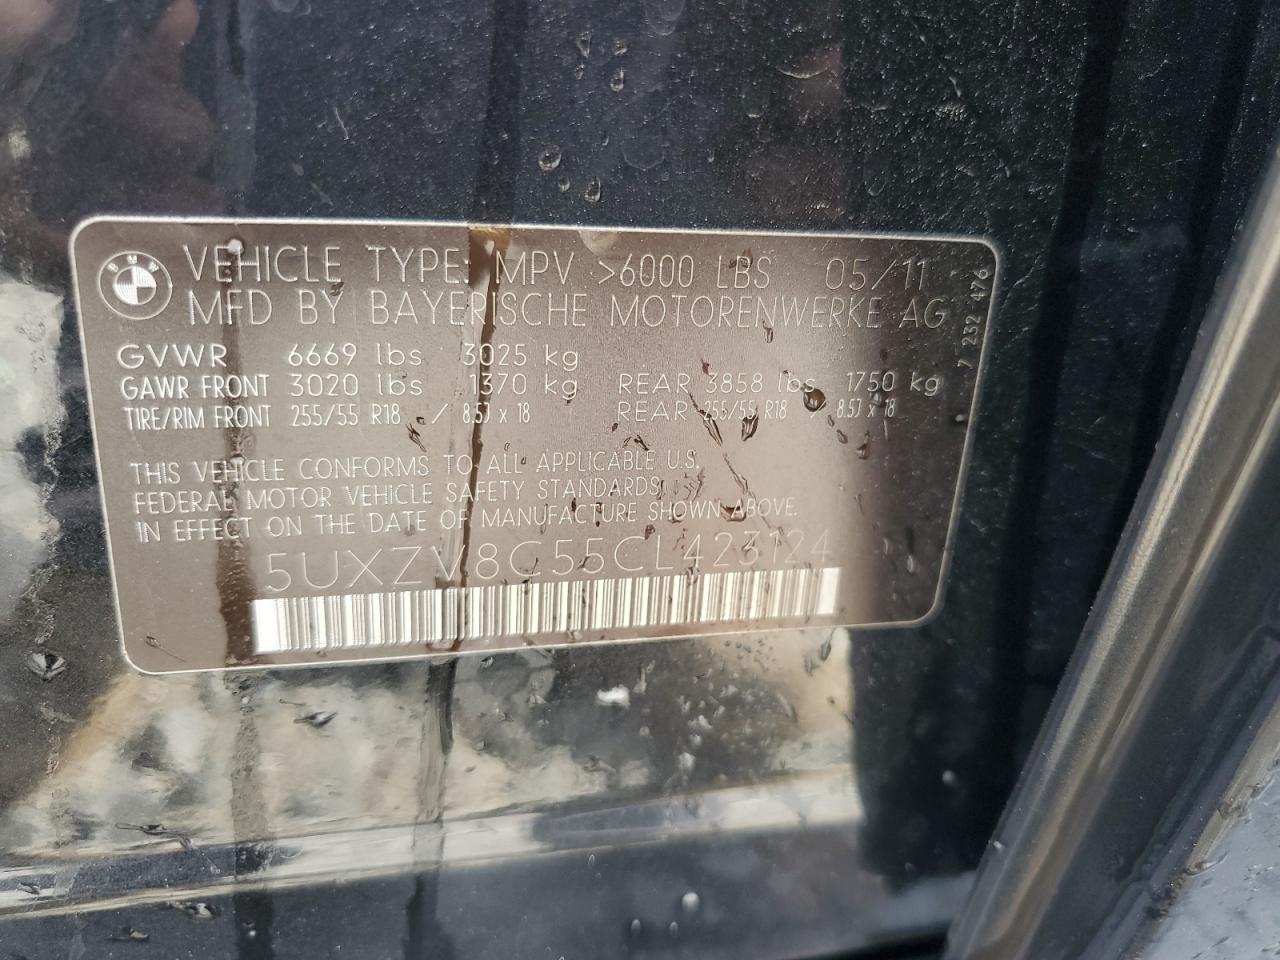 BMW
VEHICLE TYPE: MPV >6000 LBS 05/11
MFD BY BAYERISCHE MOTORENWERKE AG
GVWR 6669 lbs 3025 kg
GAWR FRONT 3020 lbs 1370 kg REAR 3858 lbs 1750 kg
TIRE/RIM FRONT 255/55 R18 / 8.5J x 18 REAR 255/55 R18 8.5J x 18
THIS VEHICLE CONFORMS TO ALL APPLICABLE U.S.
FEDERAL MOTOR VEHICLE SAFETY STANDARDS
IN EFFECT ON THE DATE OF MANUFACTURE SHOWN ABOVE.
5UXZV8C55CL423124
7 232 476